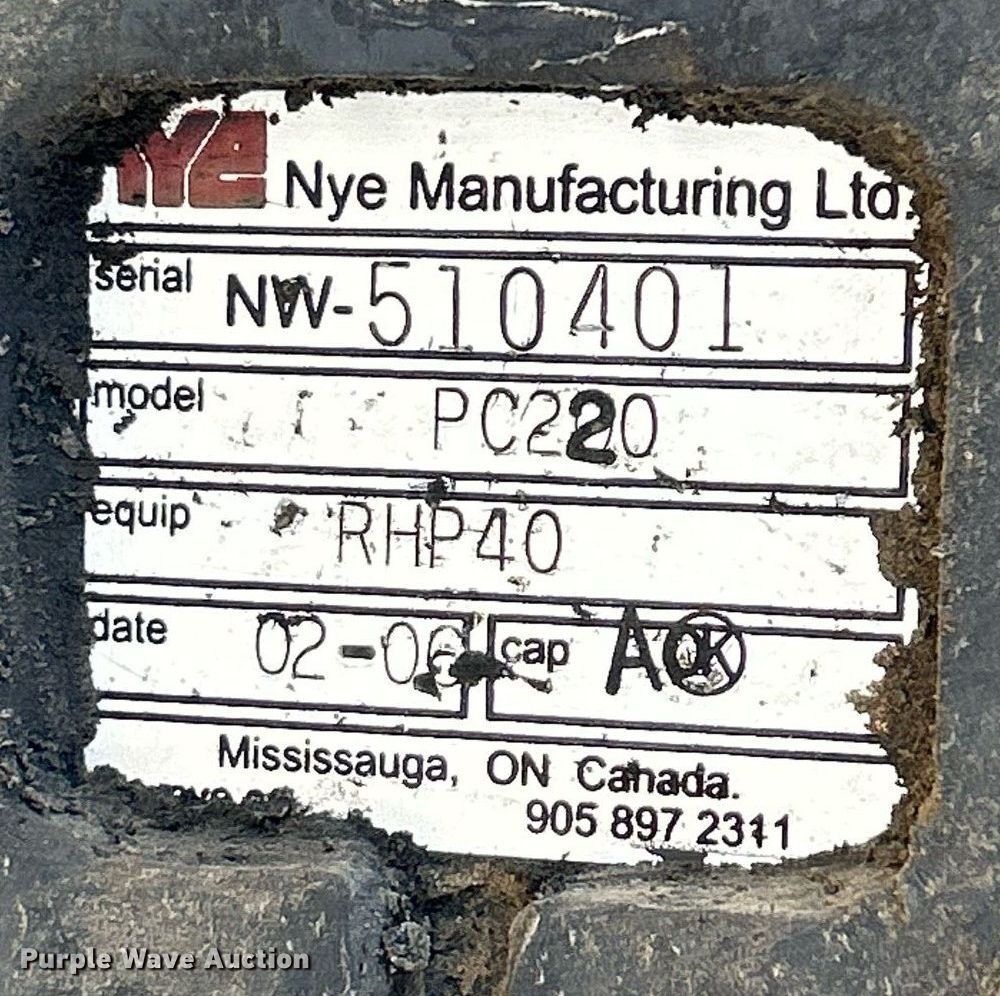 Nye Nye Manufacturing Ltd.
serial NW-510401
model PC220
equip RHP40
date 02-06 cap AOK
Mississauga, ON Canada.
905 897 2311
Purple Wave Auction